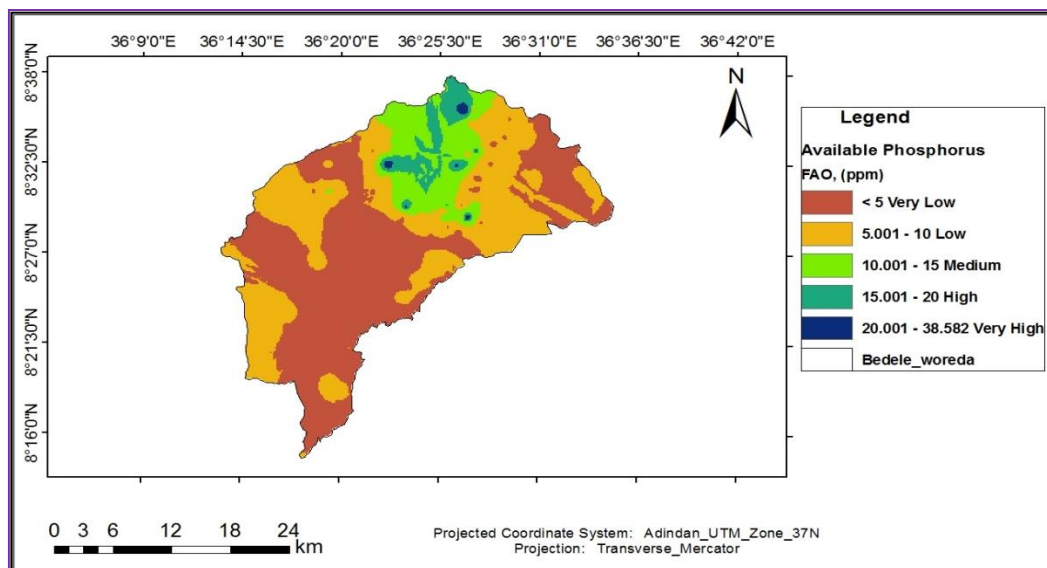 36°9'0"E 36°14'30"E 36°20'0"E 36°25'30"E 36°31'0"E 36°36'30"E 36°42'0"E
8°38'0"N
8°32'30"N
8°27'0"N
8°21'30"N
8°16'0"N
N
Legend
Available Phosphorus
FAO, (ppm)
< 5 Very Low
5.001 - 10 Low
10.001 - 15 Medium
15.001 - 20 High
20.001 - 38.582 Very High
Bedele_woreda
0 3 6 12 18 24
km
Projected Coordinate System: Adindan_UTM_Zone_37N
Projection: Transverse_Mercator